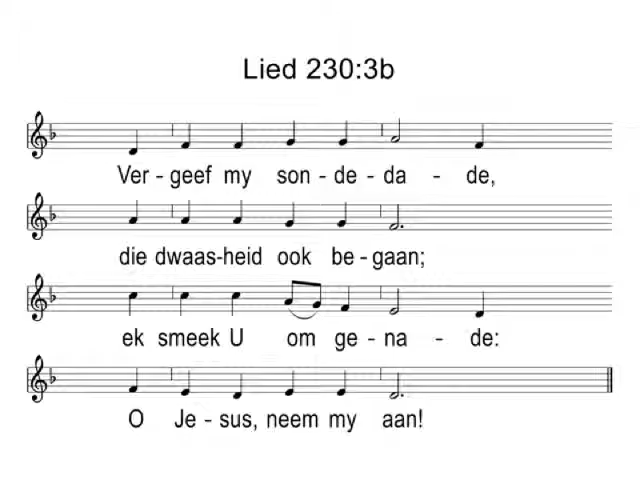 Lied 230:3b
Ver - geef my son - de - da - de,
die dwaas-heid ook be - gaan;
ek smeek U om ge - na - de:
O Je - sus, neem my aan!